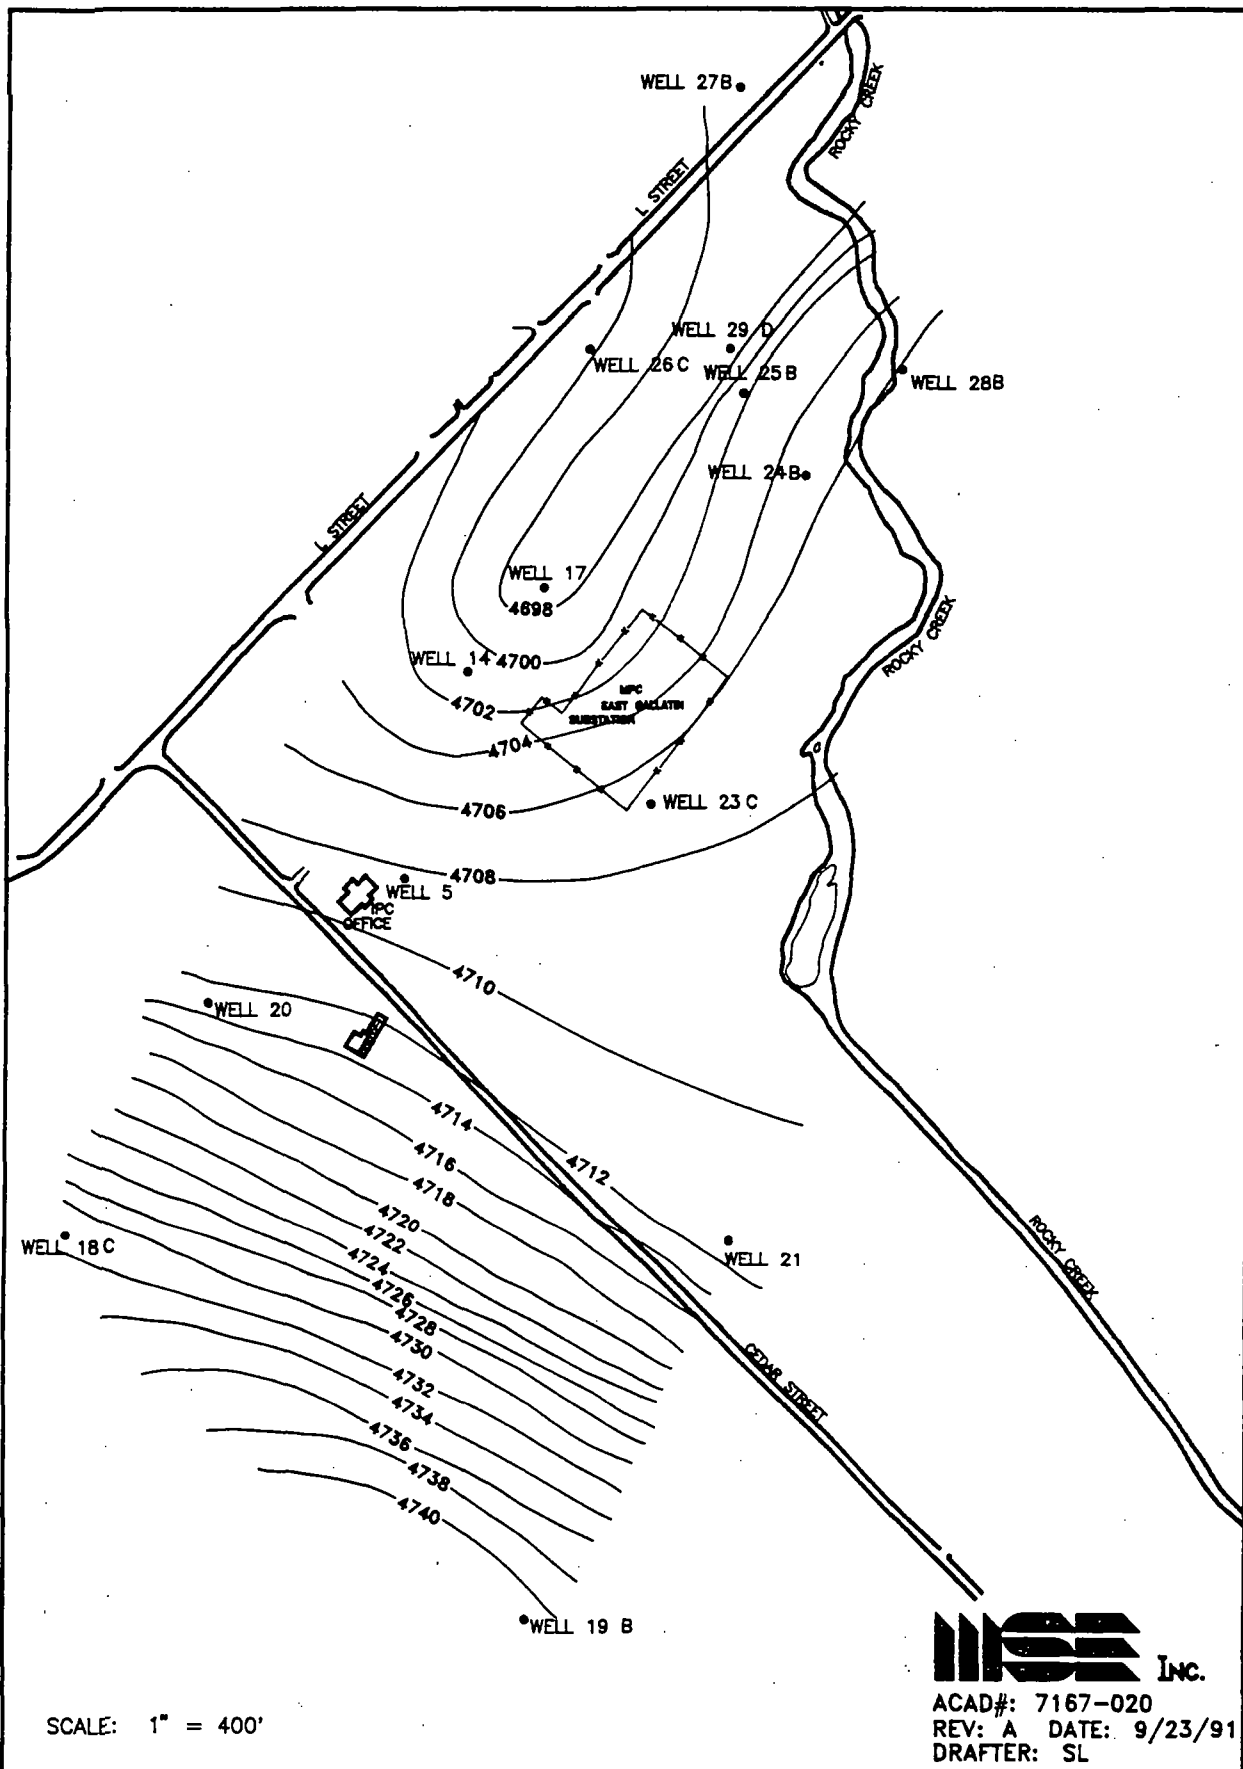 WELL 27B
ROCKY CREEK
L STREET
WELL 29 D
WELL 26 C
WELL 25 B
WELL 28B
WELL 24B
L STREET
WELL 17
4698
ROCKY CREEK
WELL 14
4700
MPC
EAST GALLATIN
SUBSTATION
4702
4704
4706
WELL 23 C
4708
WELL 5
IPC
OFFICE
4710
WELL 20
4714
4716
4712
4718
4720
4722
WELL 18 C
4724
WELL 21
ROCKY CREEK
4726
4728
4730
CEDAR STREET
4732
4734
4736
4738
4740
WELL 19 B
MSE INC.
SCALE: 1" = 400'
ACAD#: 7167-020
REV: A DATE: 9/23/91
DRAFTER: SL